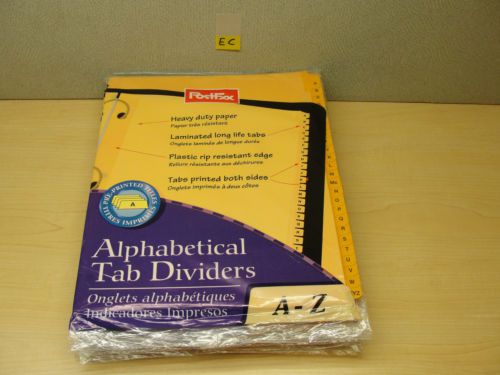 EC
PORTFOLIO
Heavy duty paper
Papier très résistant
Laminated long life tabs
Onglets laminés de longue durée
Plastic rip resistant edge
Reliure résistante aux déchirures
Tabs printed both sides
Onglets imprimés à deux côtés
PRE-PRINTED TITLES
A
TITRES IMPRIMÉS
Alphabetical
Tab Dividers
Onglets alphabétiques
Indicadores Impresos
A - Z